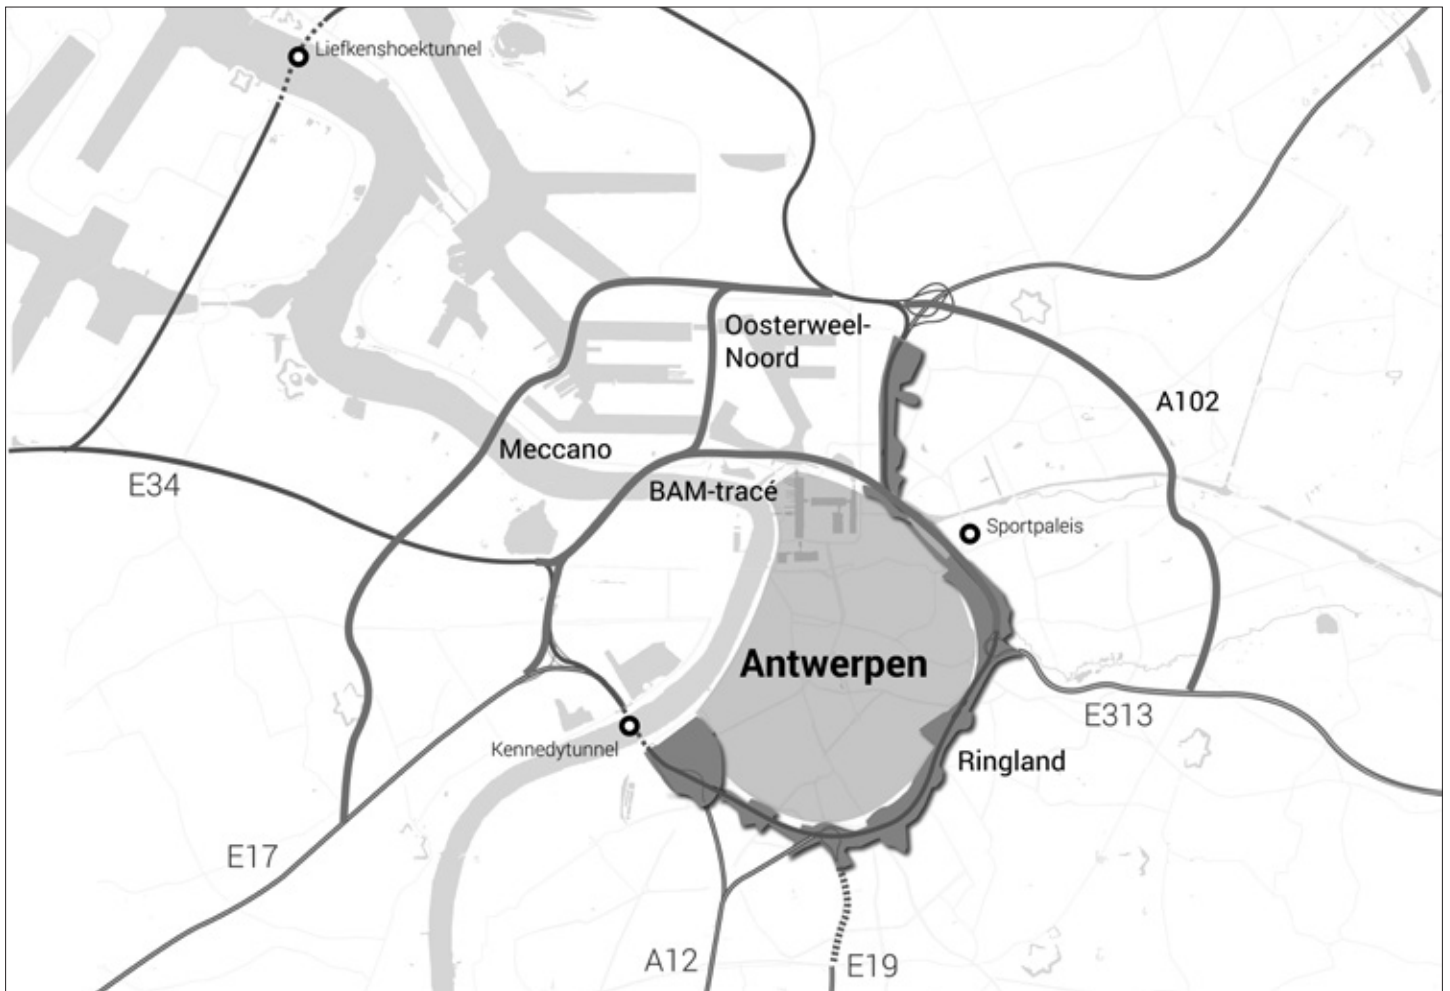 Liefkenshoektunnel
Oosterweel-
Noord
A102
Meccano
E34
BAM-tracé
Sportpaleis
Antwerpen
E313
Kennedytunnel
Ringland
E17
A12
E19